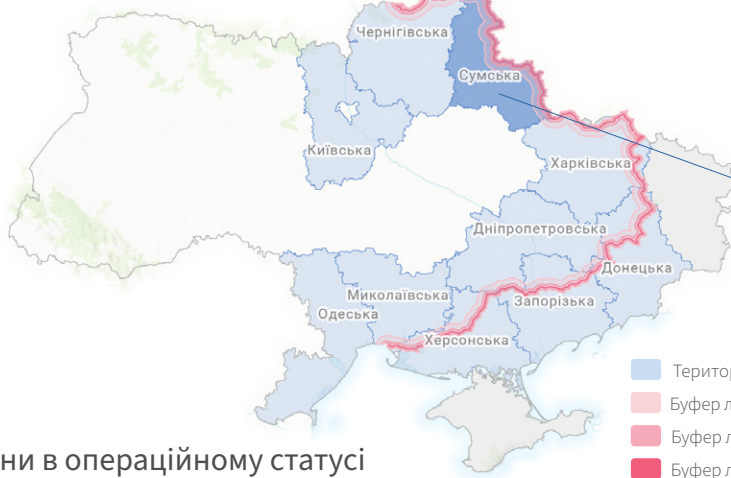 Чернігівська
Сумська
Київська
Харківська
Дніпропетровська
Донецька
Миколаївська
Запорізька
Одеська
Херсонська
Буфер
Буфер
Буфер
ни в операційному статусі